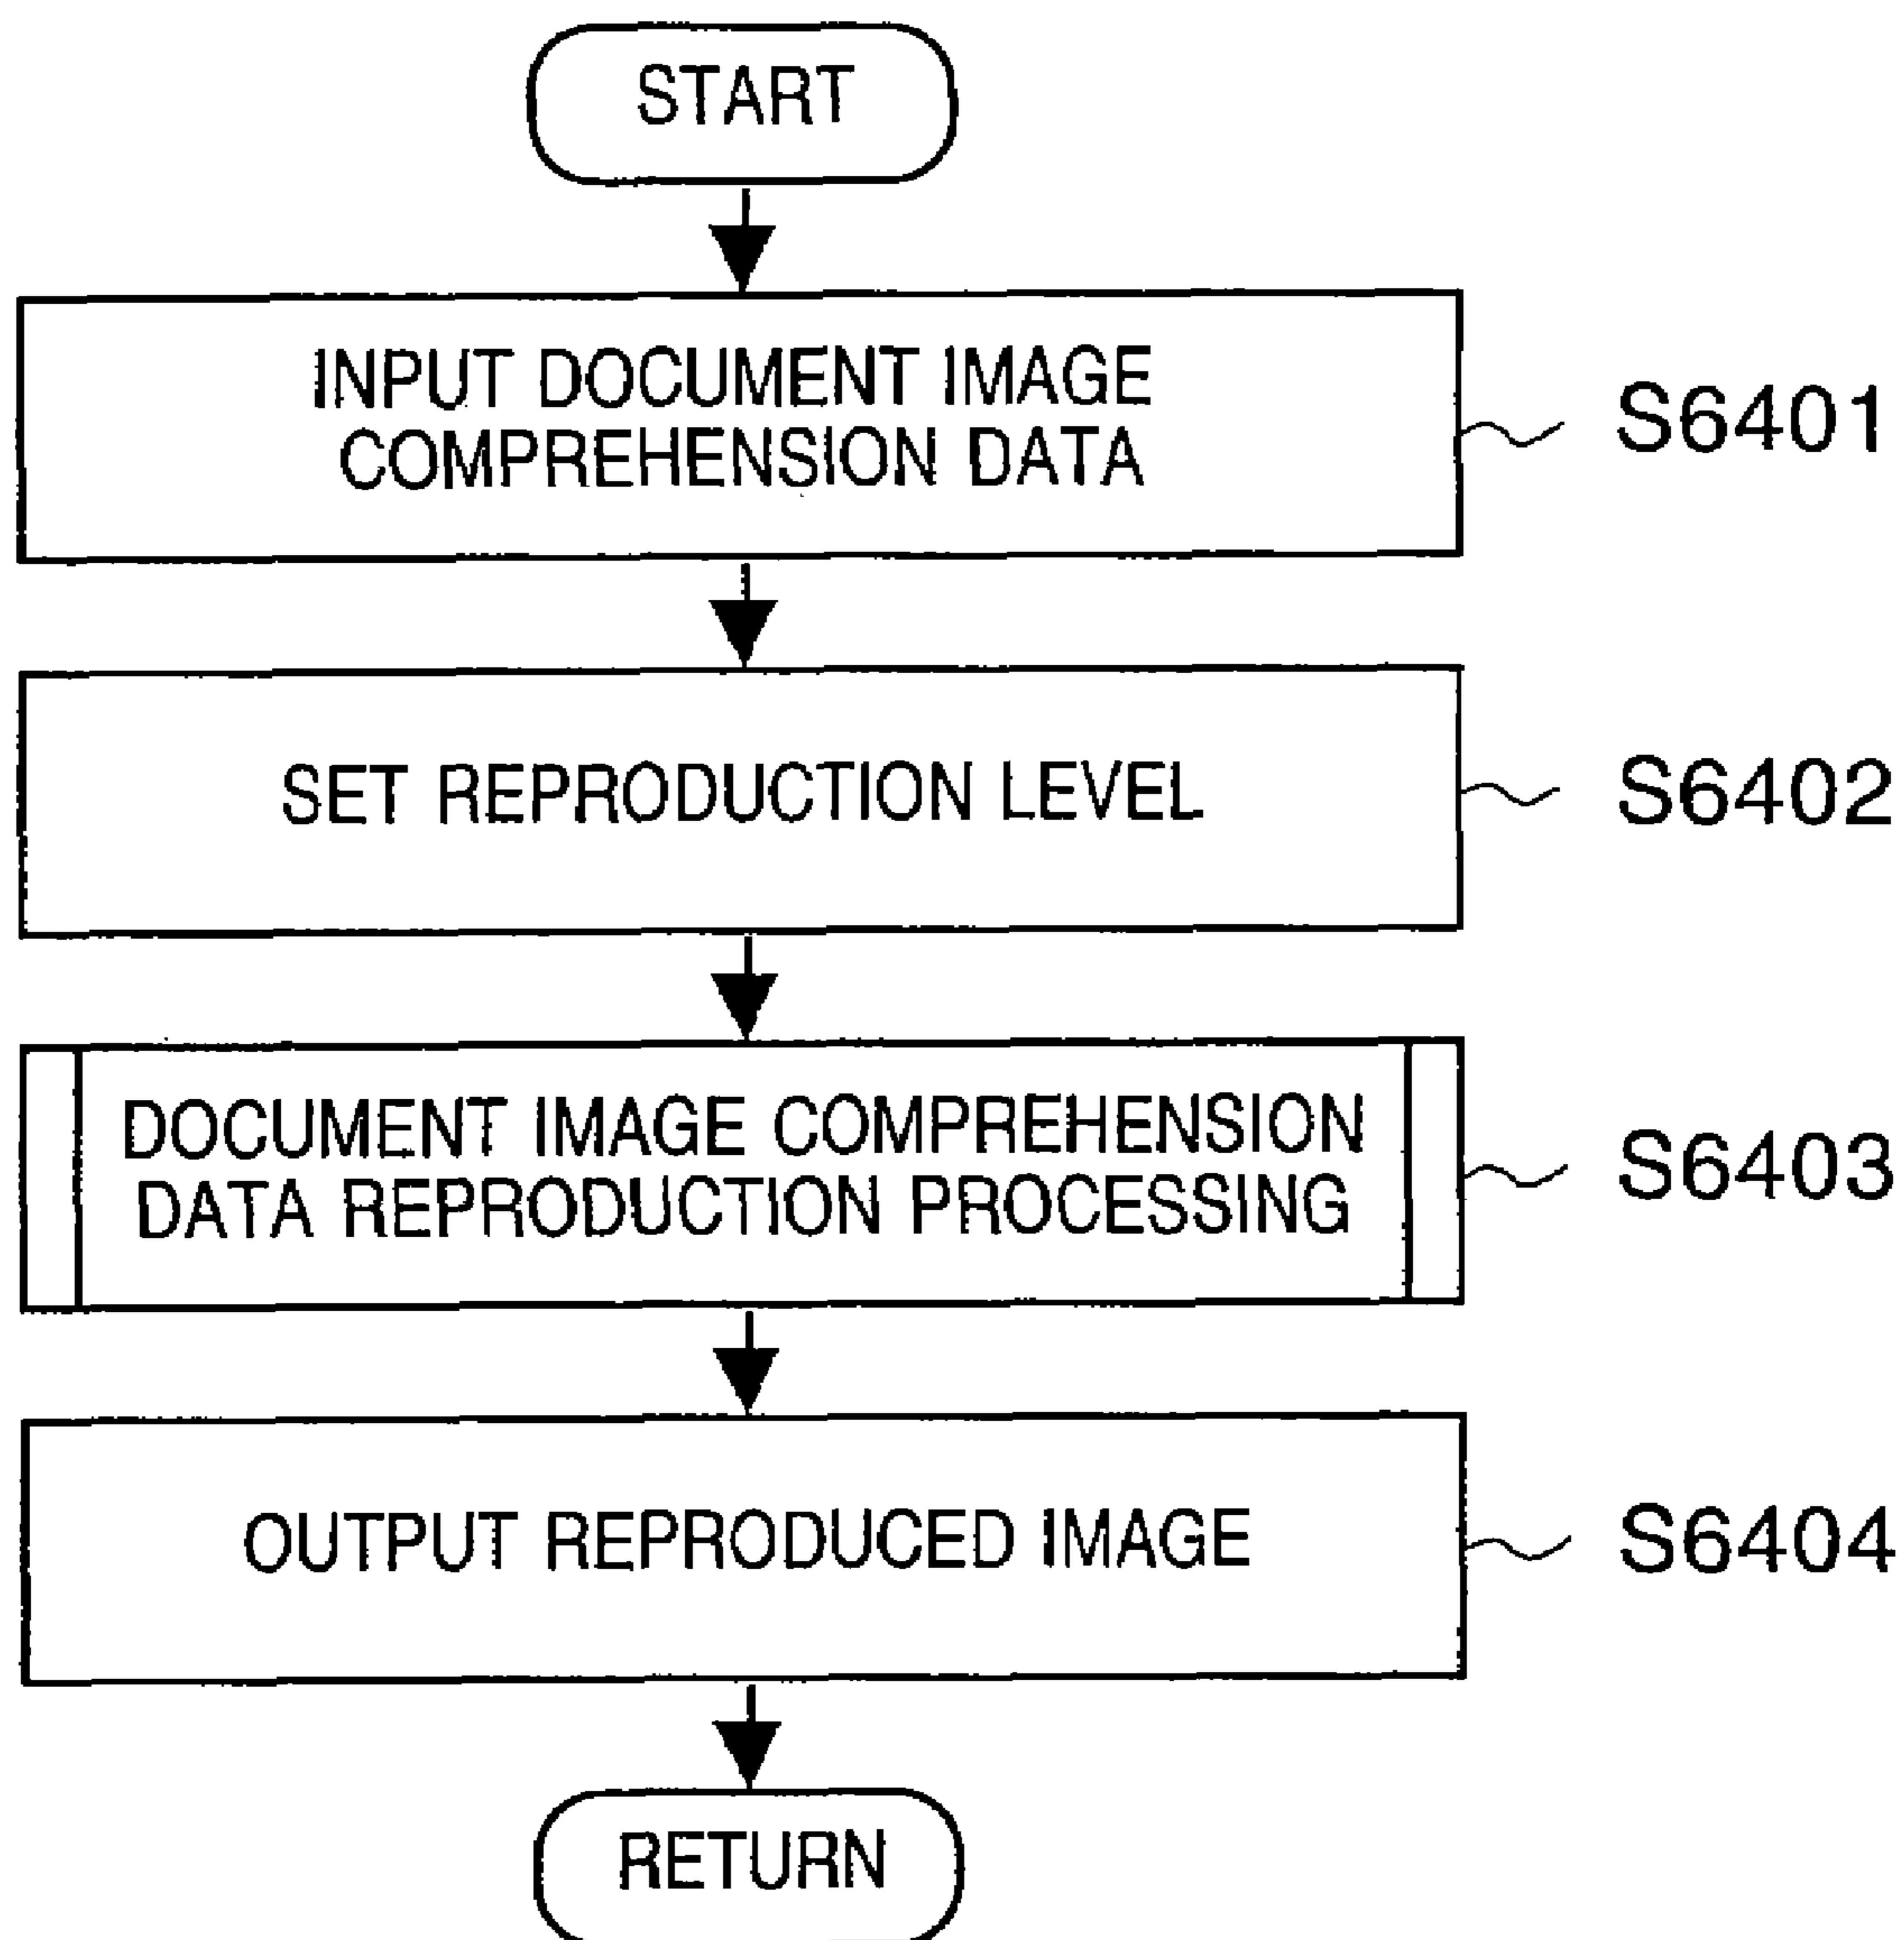 START
INPUT DOCUMENT IMAGE
COMPREHENSION DATA
S6401
SET REPRODUCTION LEVEL
S6402
DOCUMENT IMAGE COMPREHENSION
DATA REPRODUCTION PROCESSING
S6403
OUTPUT REPRODUCED IMAGE
S6404
RETURN